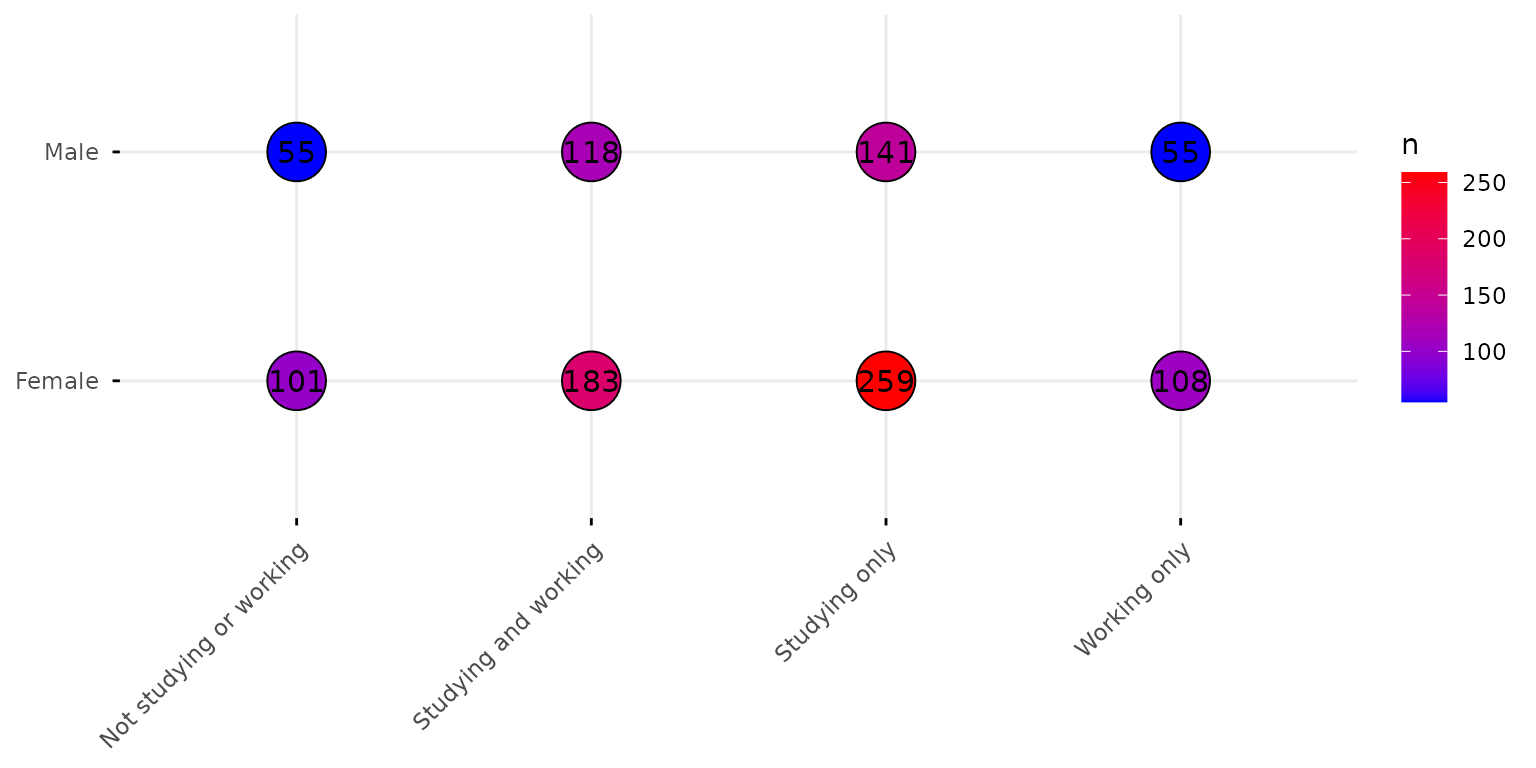 Male
55
118
141
55
Female
101
183
259
108
Not studying or working
Studying and working
Studying only
Working only
n
250
200
150
100